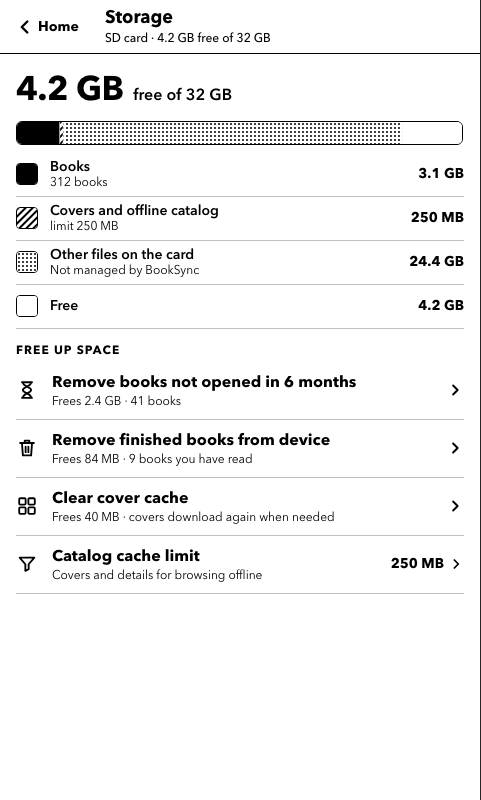 Home
Storage
SD card · 4.2 GB free of 32 GB
4.2 GB free of 32 GB
Books
312 books
3.1 GB
Covers and offline catalog
limit 250 MB
250 MB
Other files on the card
Not managed by BookSync
24.4 GB
Free
4.2 GB
FREE UP SPACE
Remove books not opened in 6 months
Frees 2.4 GB · 41 books
Remove finished books from device
Frees 84 MB · 9 books you have read
Clear cover cache
Frees 40 MB · covers download again when needed
Catalog cache limit
Covers and details for browsing offline
250 MB